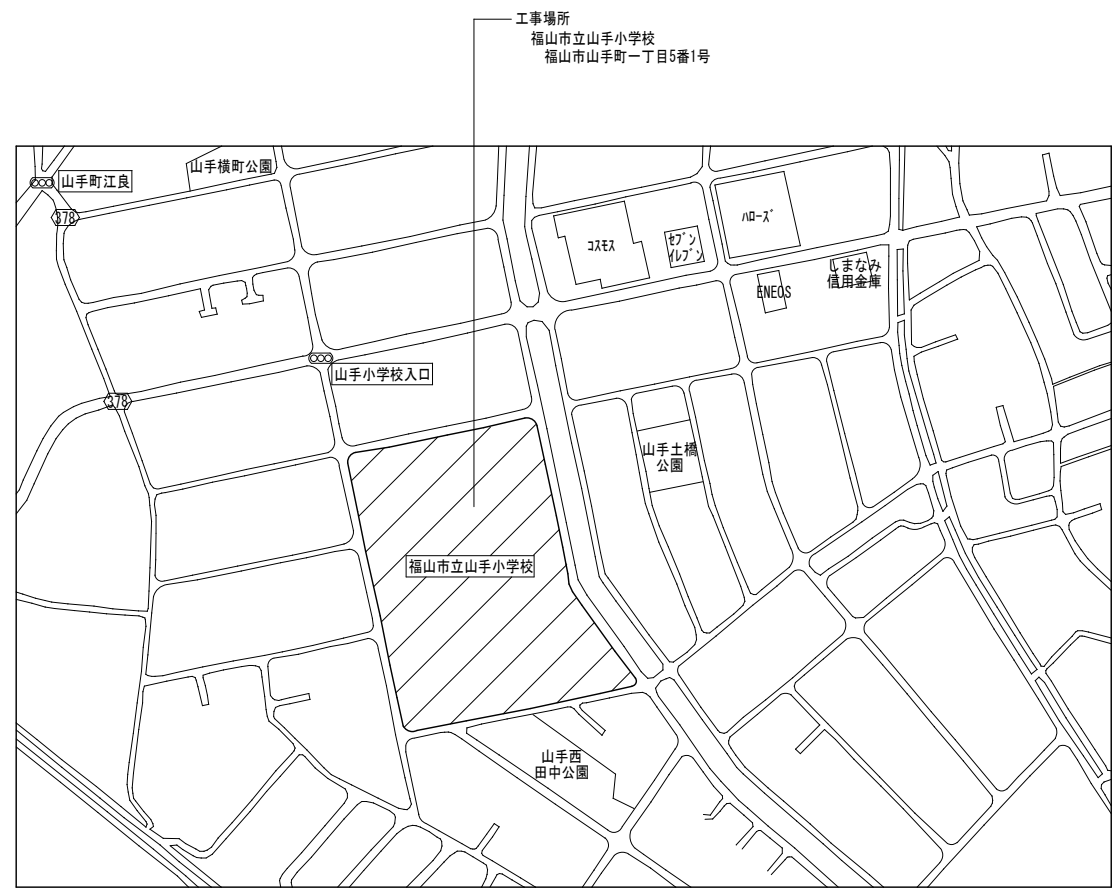 工事場所
福山市立山手小学校
福山市山手町一丁目5番1号
山手横町公園
山手町江良
378
ハローズ
コスモス
セブン
イレブン
しまなみ
信用金庫
ENEOS
山手小学校入口
378
山手土橋
公園
福山市立山手小学校
山手西
田中公園